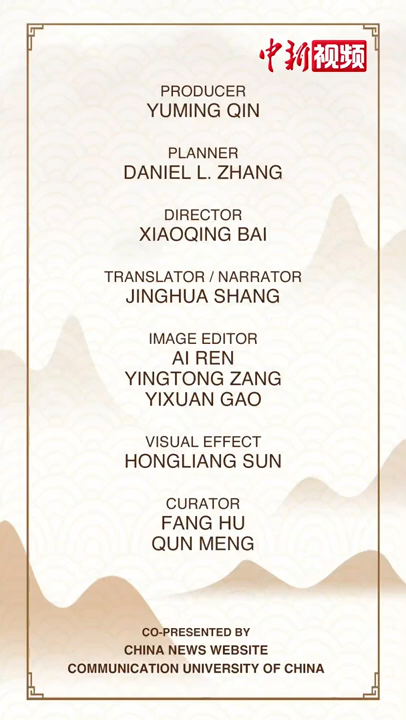 中新视频
PRODUCER
YUMING QIN
PLANNER
DANIEL L. ZHANG
DIRECTOR
XIAOQING BAI
TRANSLATOR / NARRATOR
JINGHUA SHANG
IMAGE EDITOR
AI REN
YINGTONG ZANG
YIXUAN GAO
VISUAL EFFECT
HONGLIANG SUN
CURATOR
FANG HU
QUN MENG
CO-PRESENTED BY
CHINA NEWS WEBSITE
COMMUNICATION UNIVERSITY OF CHINA